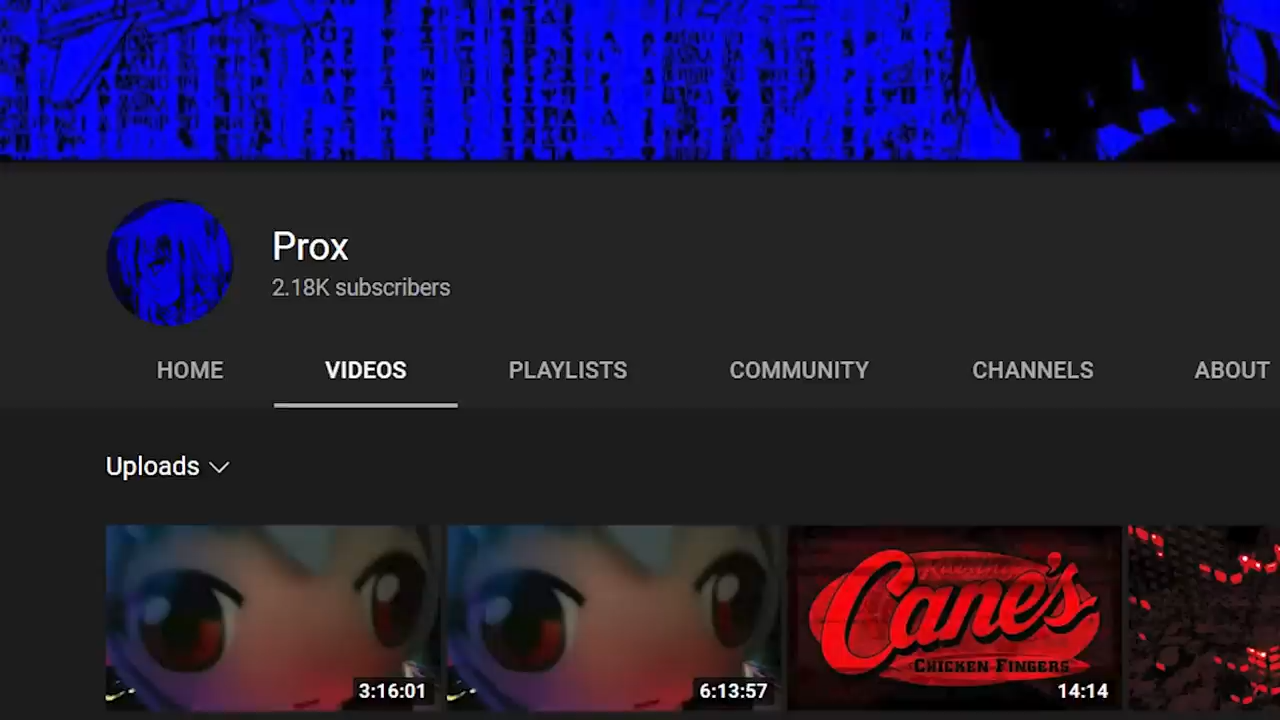 Prox
2.18K subscribers
HOME VIDEOS PLAYLISTS COMMUNITY CHANNELS ABOUT
Uploads
Raising
Cane's
CHICKEN FINGERS
3:16:01 6:13:57 14:14